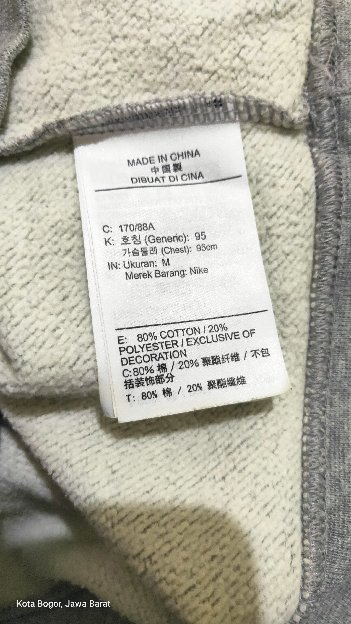 MADE IN CHINA
中国製
DIBUAT DI CINA
C: 170/88A
K: 호칭 (Generic): 95
가슴둘레 (Chest): 95cm
IN: Ukuran: M
Merek Barang: Nike
E: 80% COTTON / 20%
POLYESTER / EXCLUSIVE OF
DECORATION
C:80% 棉 / 20% 聚酯纤维 / 不包
括装饰部分
T: 80% 棉 / 20% 聚酯纖維
Kota Bogor, Jawa Barat